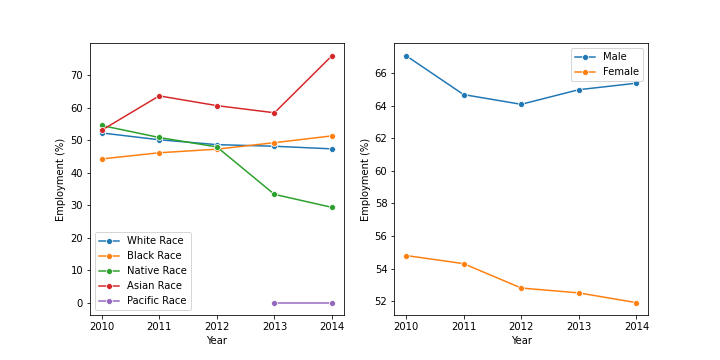 Employment (%)
70
60
50
40
30
20
10
0
White Race
Black Race
Native Race
Asian Race
Pacific Race
2010 2011 2012 2013 2014
Year
Employment (%)
66
64
62
60
58
56
54
52
Male
Female
2010 2011 2012 2013 2014
Year